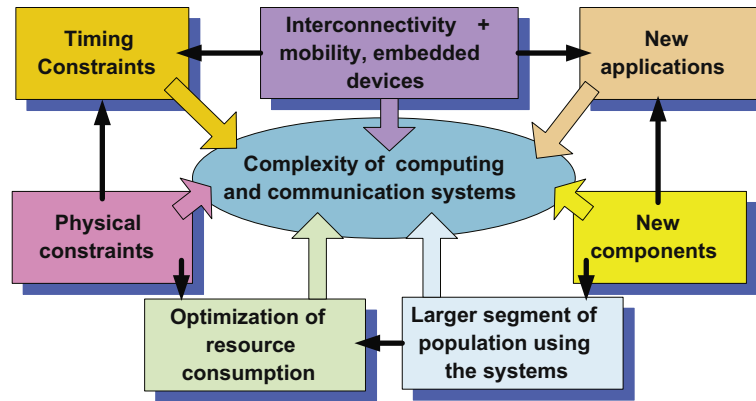 Timing
Constraints
Interconnectivity +
mobility, embedded
devices
New
applications
Complexity of computing
and communication systems
Physical
constraints
New
components
Optimization of
resource
consumption
Larger segment of
population using
the systems